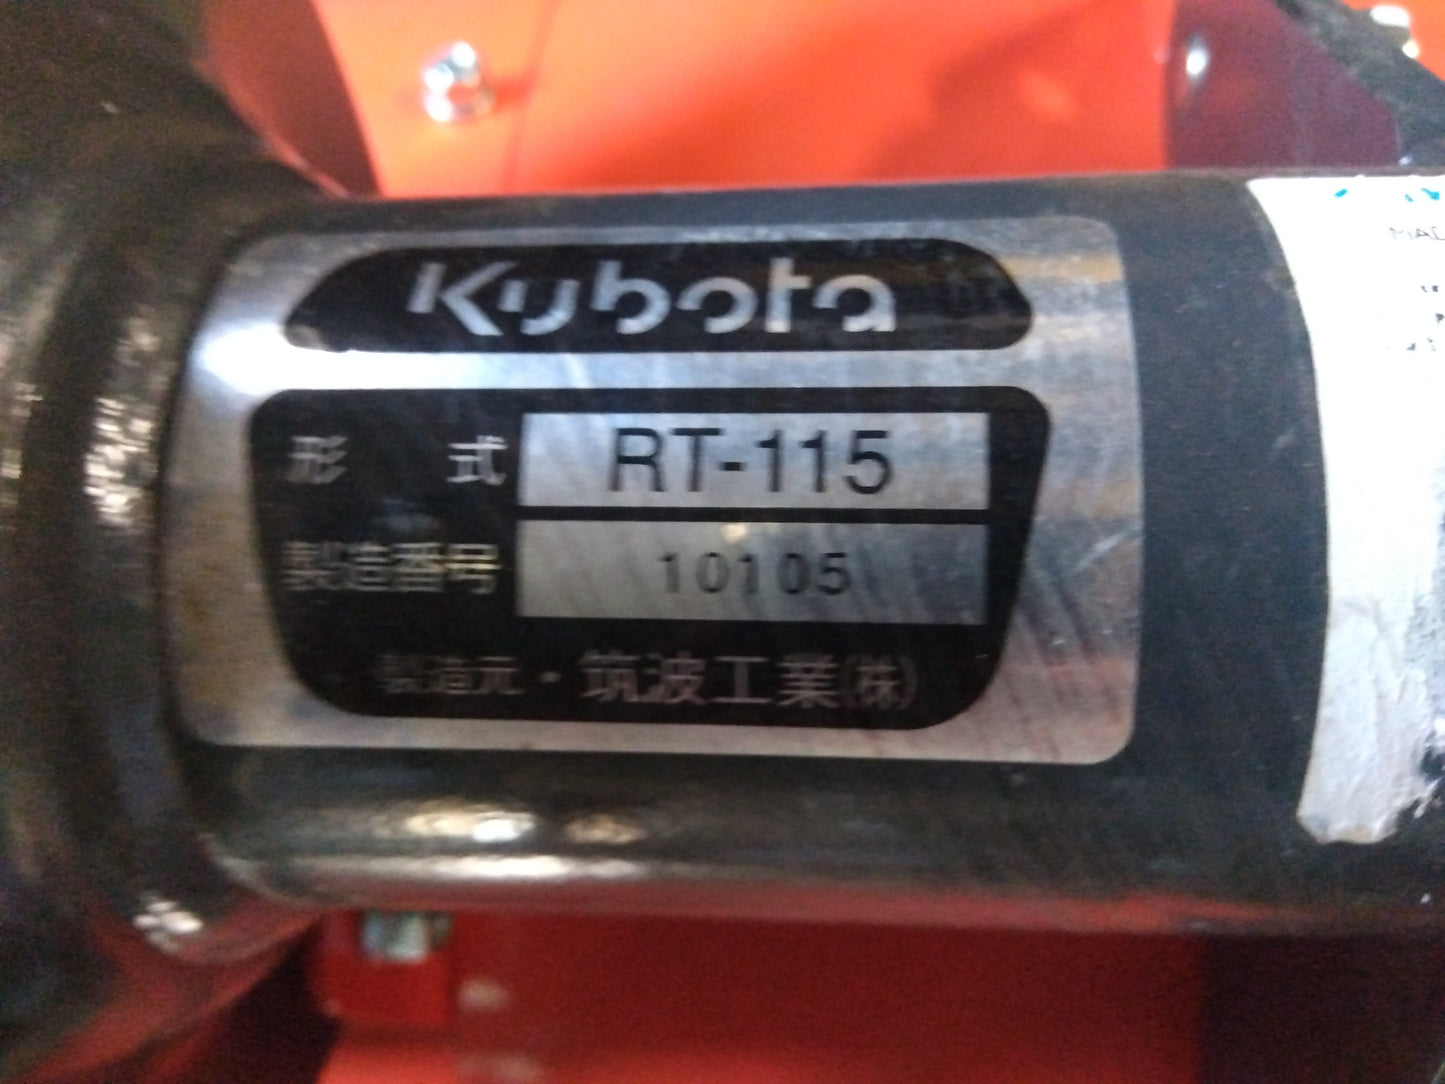 Kubota
形 式 RT-115
製造番号 10105
製造元・筑波工業(株)